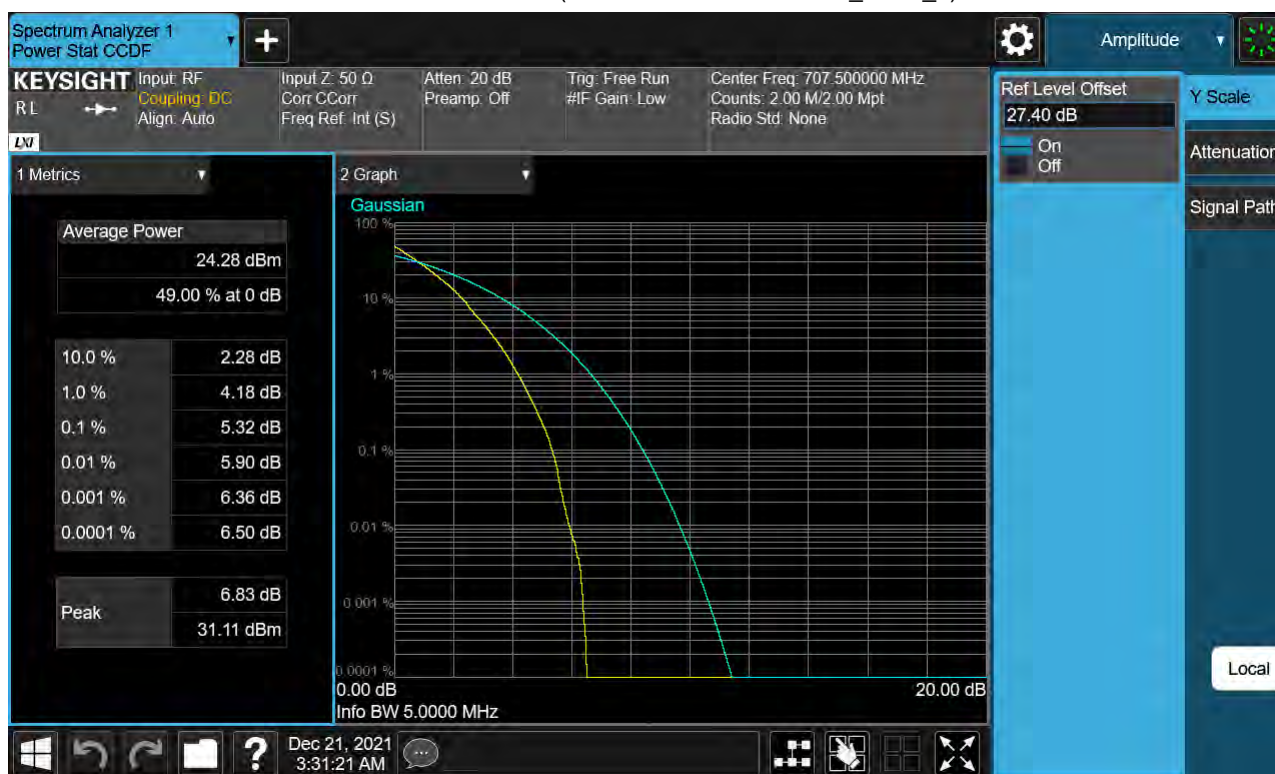 Spectrum Analyzer 1
Power Stat CCDF
Amplitude
KEYSIGHT
R L
LXI
Input: RF
Coupling: DC
Align: Auto
Input Z: 50 Ω
Corr CCorr
Freq Ref: Int (S)
Atten: 20 dB
Preamp: Off
Trig: Free Run
#IF Gain: Low
Center Freq: 707.500000 MHz
Counts: 2.00 M/2.00 Mpt
Radio Std: None
Ref Level Offset
27.40 dB
On
Off
Y Scale
Attenuation
Signal Path
Local
1 Metrics
Average Power
24.28 dBm
49.00 % at 0 dB
10.0 % 2.28 dB
1.0 % 4.18 dB
0.1 % 5.32 dB
0.01 % 5.90 dB
0.001 % 6.36 dB
0.0001 % 6.50 dB
Peak
6.83 dB
31.11 dBm
2 Graph
Gaussian
100 %
10 %
1 %
0.1 %
0.01 %
0.001 %
0.0001 %
0.00 dB 20.00 dB
Info BW 5.0000 MHz
?
Dec 21, 2021
3:31:21 AM